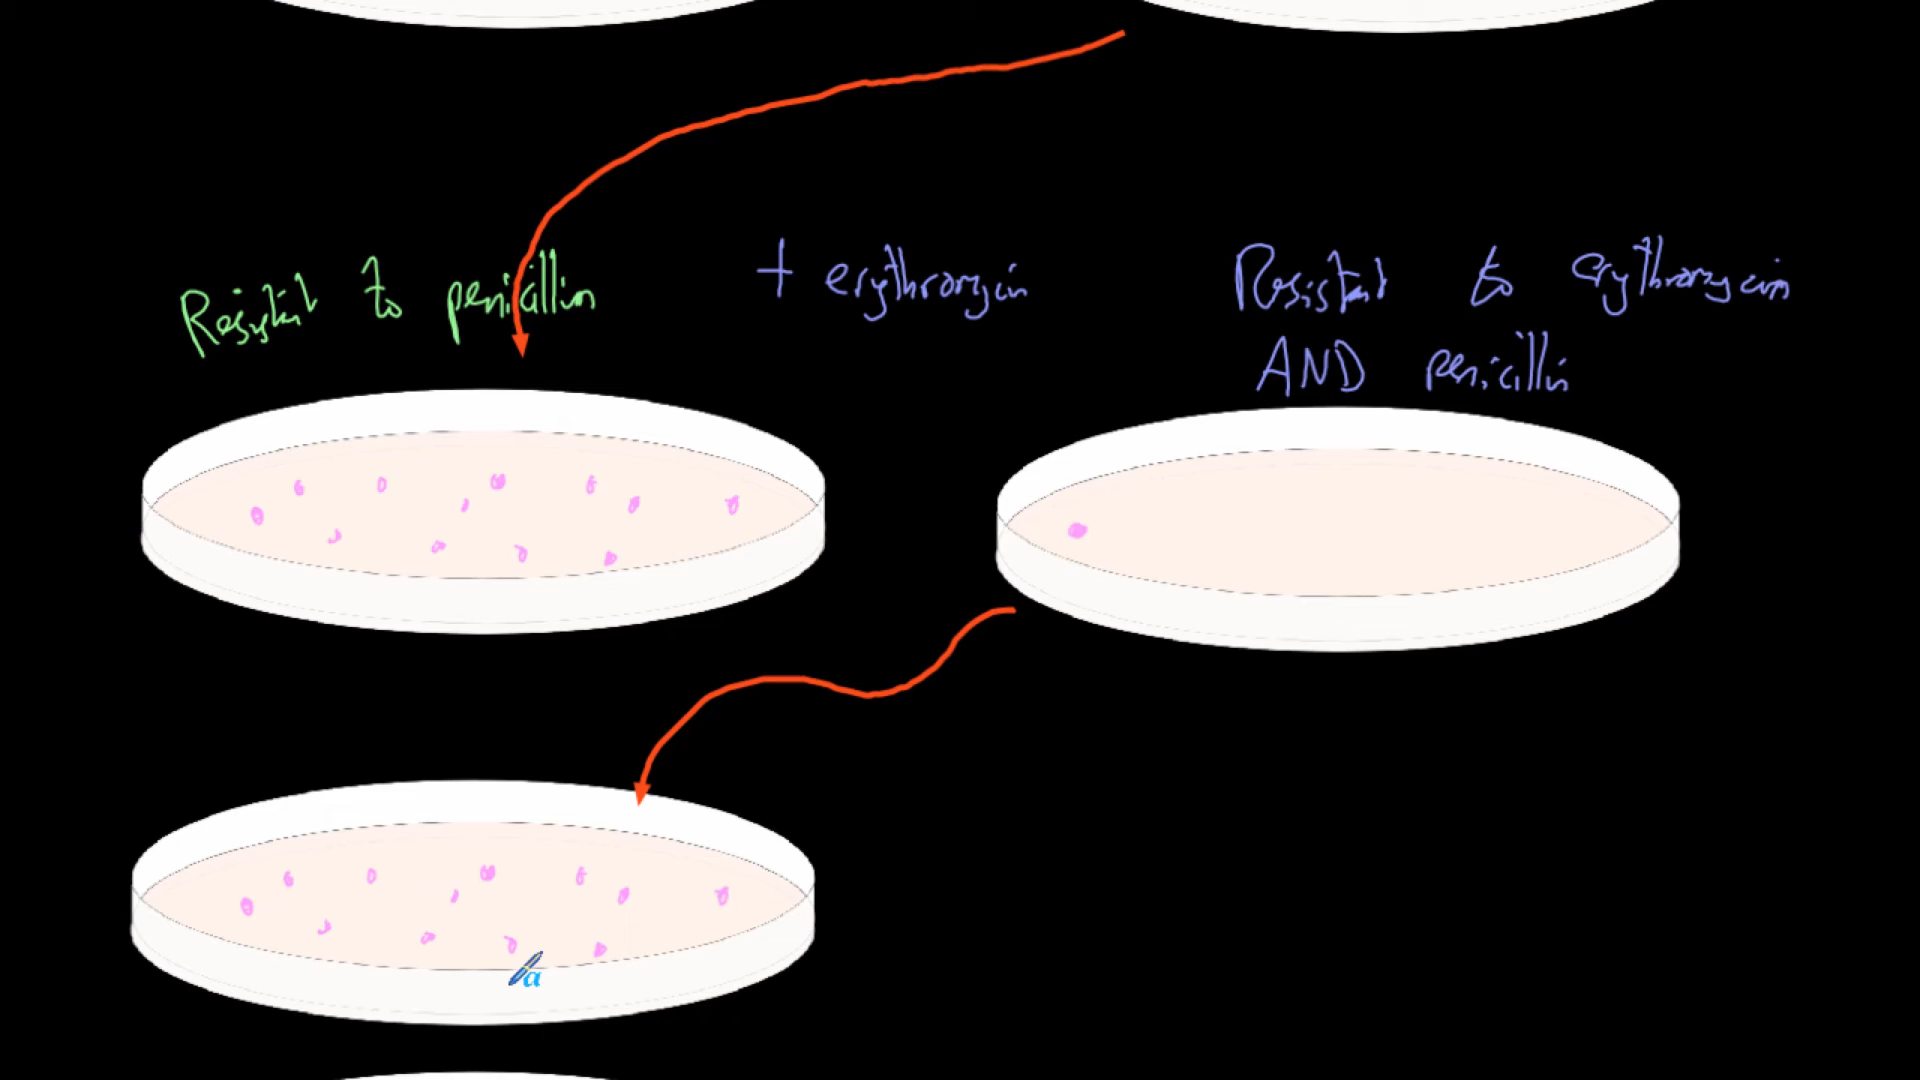 Resistant to penicillin
+ erythromycin
Resistant to erythromycin
AND penicillin